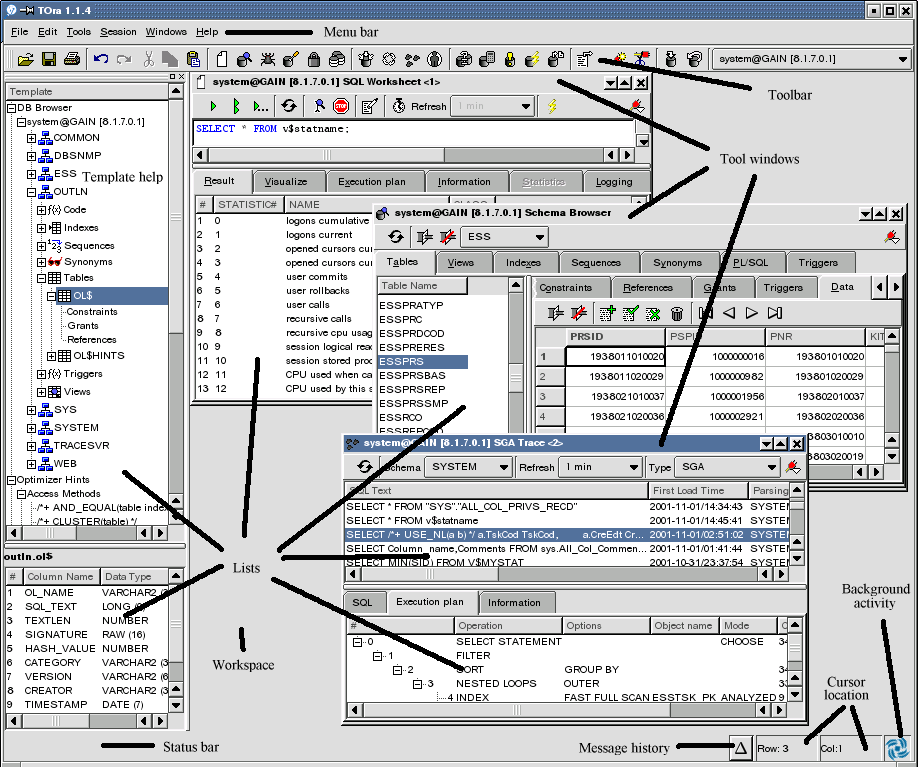 TOra 1.1.4
File Edit Tools Session Windows Help
Menu bar
system@GAIN [8.1.7.0.1]
Toolbar
Template
DB Browser
system@GAIN [8.1.7.0.1]
COMMON
DBSNMP
ESS
Template help
OUTLN
Code
Indexes
Sequences
Synonyms
Tables
OL$
Constraints
Grants
References
OL$HINTS
Triggers
Views
SYS
SYSTEM
TRACESVR
WEB
Optimizer Hints
Access Methods
/*+ AND_EQUAL(table index
/*+ CLUSTER(table) */
system@GAIN [8.1.7.0.1] SQL Worksheet <1>
Refresh 1 min
SELECT * FROM v$statname;
Result Visualize Execution plan Information Statistics Logging
# STATISTIC# NAME CLASS
1 0 logons cumulative
2 1 logons current
3 2 opened cursors cum
4 3 opened cursors cur
5 4 user commits
6 5 user rollbacks
7 6 user calls
8 7 recursive calls
9 8 recursive cpu usag
10 9 session logical rea
11 10 session stored proc
12 11 CPU used when ca
13 12 CPU used by this s
Tool windows
system@GAIN [8.1.7.0.1] Schema Browser
ESS
Tables Views Indexes Sequences Synonyms PL/SQL Triggers
Table Name
ESSPRATYP
ESSPRC
ESSPRDCOD
ESSPRERES
ESSPRS
ESSPRSBAS
ESSPRSREP
ESSPRSSMP
ESSRCO
Constraints References Grants Triggers Data
PRSID PSPI PNR KIT
1 1938011010020 1000000016 193801010020
2 1938011020029 1000000982 193801020029
3 1938021010037 1000001956 193802010037
4 1938021020036 1000002921 193802020036
803010010
803020019
system@GAIN [8.1.7.0.1] SGA Trace <2>
Schema SYSTEM Refresh 1 min Type SGA
SQL Text First Load Time Parsing
SELECT * FROM "SYS"."ALL_COL_PRIVS_RECD" 2001-11-01/14:34:43 SYSTEM
SELECT * FROM v$statname 2001-11-01/14:45:41 SYSTEM
SELECT /*+ USE_NL(a b) */ a.TskCod TskCod, a.CreEdt Cr... 2001-11-01/02:51:02 SYSTEM
SELECT Column_name,Comments FROM sys.All_Col_Commen... 2001-11-01/01:41:44 SYSTEM
SELECT MIN(SID) FROM V$MYSTAT 2001-10-31/23:37:54 SYSTEM
SQL Execution plan Information
# Operation Options Object name Mode C
0 SELECT STATEMENT CHOOSE 34
1 FILTER
2 SORT GROUP BY 34
3 NESTED LOOPS OUTER 33
4 INDEX FAST FULL SCAN ESSTSK_PK ANALYZED 9
outln.ol$
# Column Name Data Type
1 OL_NAME VARCHAR2 (3
2 SQL_TEXT LONG (0)
3 TEXTLEN NUMBER
4 SIGNATURE RAW (16)
5 HASH_VALUE NUMBER
6 CATEGORY VARCHAR2 (3
7 VERSION VARCHAR2 (6
8 CREATOR VARCHAR2 (3
9 TIMESTAMP DATE (7)
Lists
Workspace
Background
activity
Cursor
location
Status bar
Message history
Row: 3 Col:1